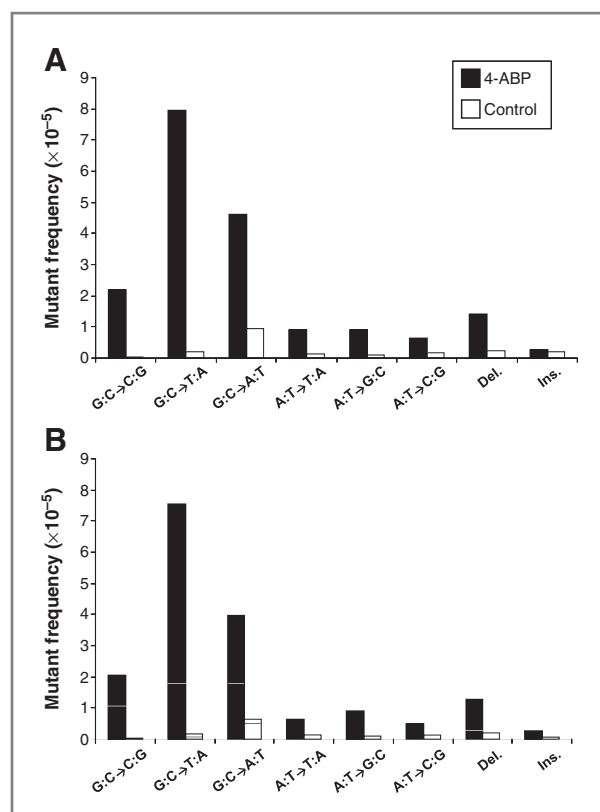 A
4-ABP
Control
Mutant frequency (×10⁻⁵)
9
8
7
6
5
4
3
2
1
0
G:C→C:G
G:C→T:A
G:C→A:T
A:T→T:A
A:T→G:C
A:T→C:G
Del.
Ins.
B
Mutant frequency (×10⁻⁵)
9
8
7
6
5
4
3
2
1
0
G:C→C:G
G:C→T:A
G:C→A:T
A:T→T:A
A:T→G:C
A:T→C:G
Del.
Ins.